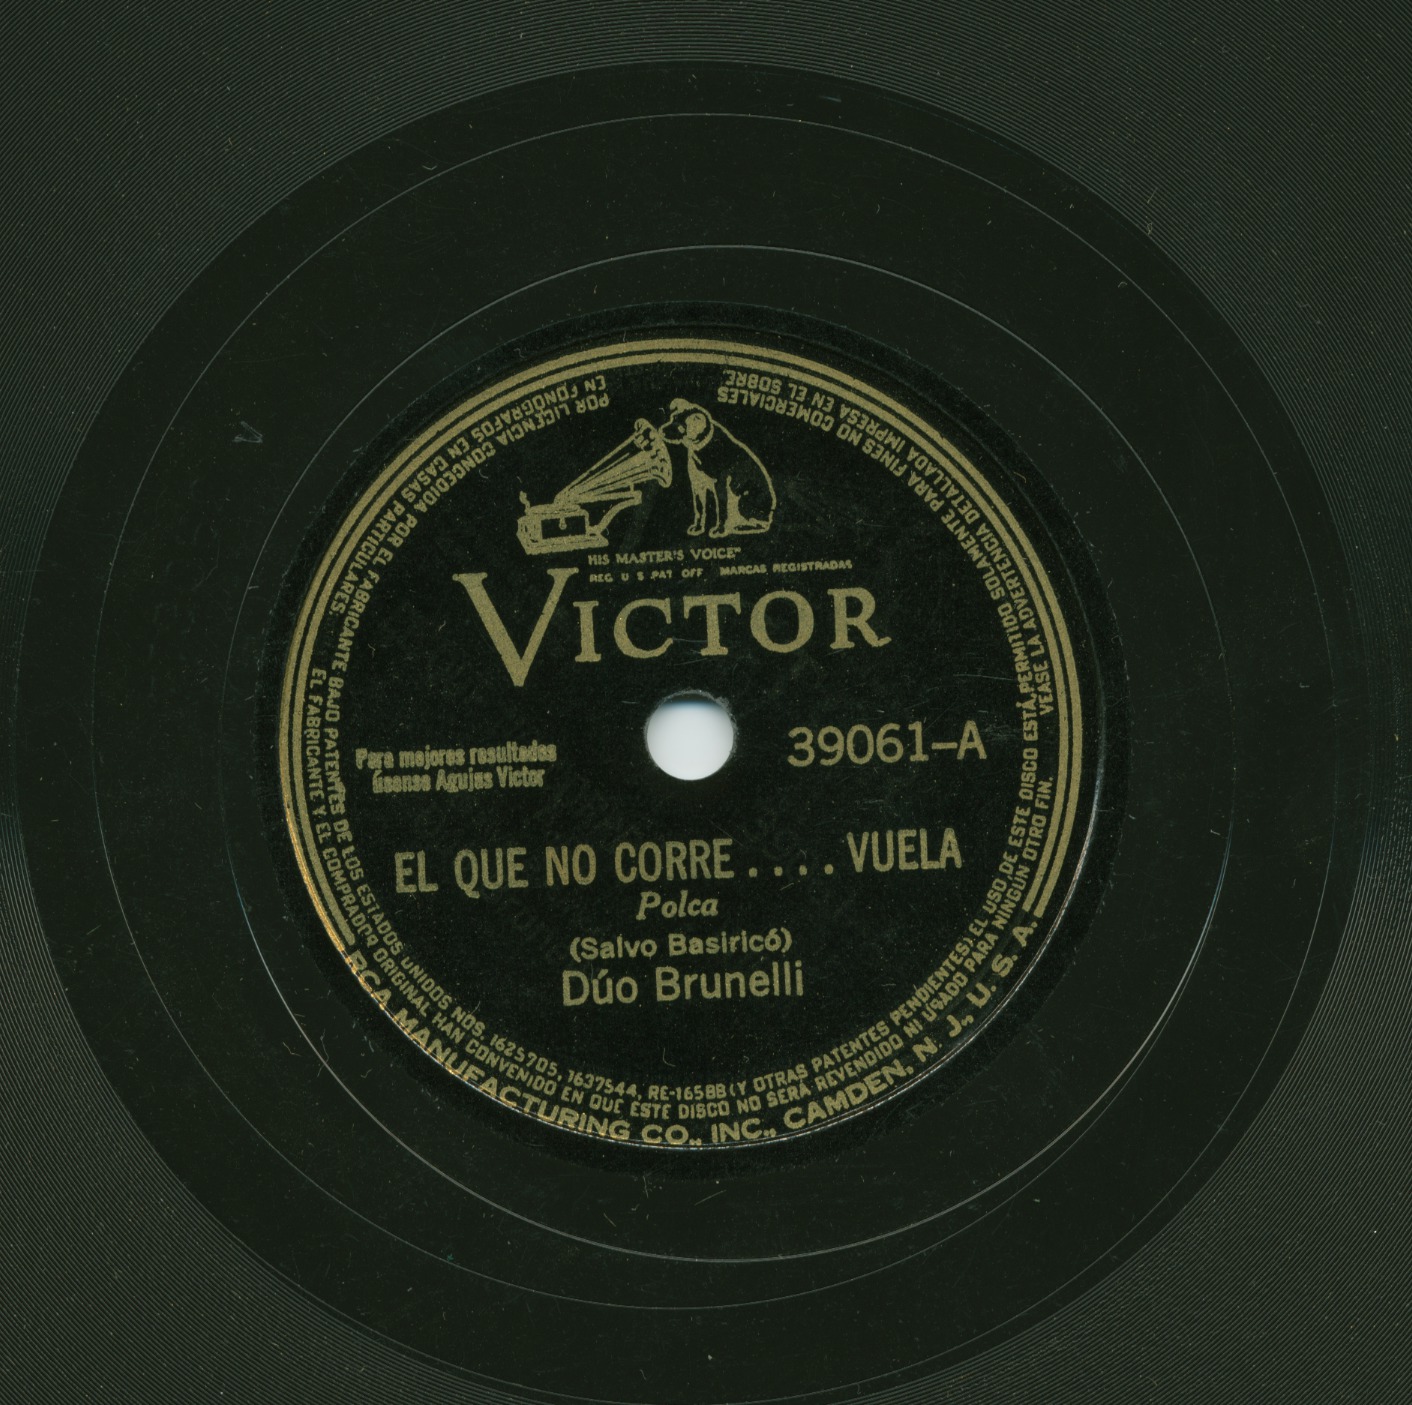 HIS MASTER'S VOICE"
REG U S PAT OFF MARCAS REGISTRADAS
VICTOR
39061-A
Para mejores resultados
úsense Agujas Victor
EL QUE NO CORRE.... VUELA
Polca
(Salvo Basiricó)
Dúo Brunelli
POR LICENCIA CONCEDIDA POR EL FABRICANTE BAJO PATENTES DE LOS ESTADOS UNIDOS NOS. 1625705, 1637544, RE-16588 (Y OTRAS PATENTES PENDIENTES) EL USO DE ESTE DISCO ESTÁ PERMITIDO SOLAMENTE PARA FINES NO COMERCIALES
EN FONOGRAFOS EN CASAS PARTICULARES. EL FABRICANTE Y EL COMPRADOR ORIGINAL HAN CONVENIDO EN QUE ESTE DISCO NO SERÁ REVENDIDO NI USADO PARA NINGUN OTRO FIN. VEASE LA ADVERTENCIA DETALLADA IMPRESA EN EL SOBRE.
RCA MANUFACTURING CO., INC., CAMDEN, N. J., U. S. A.